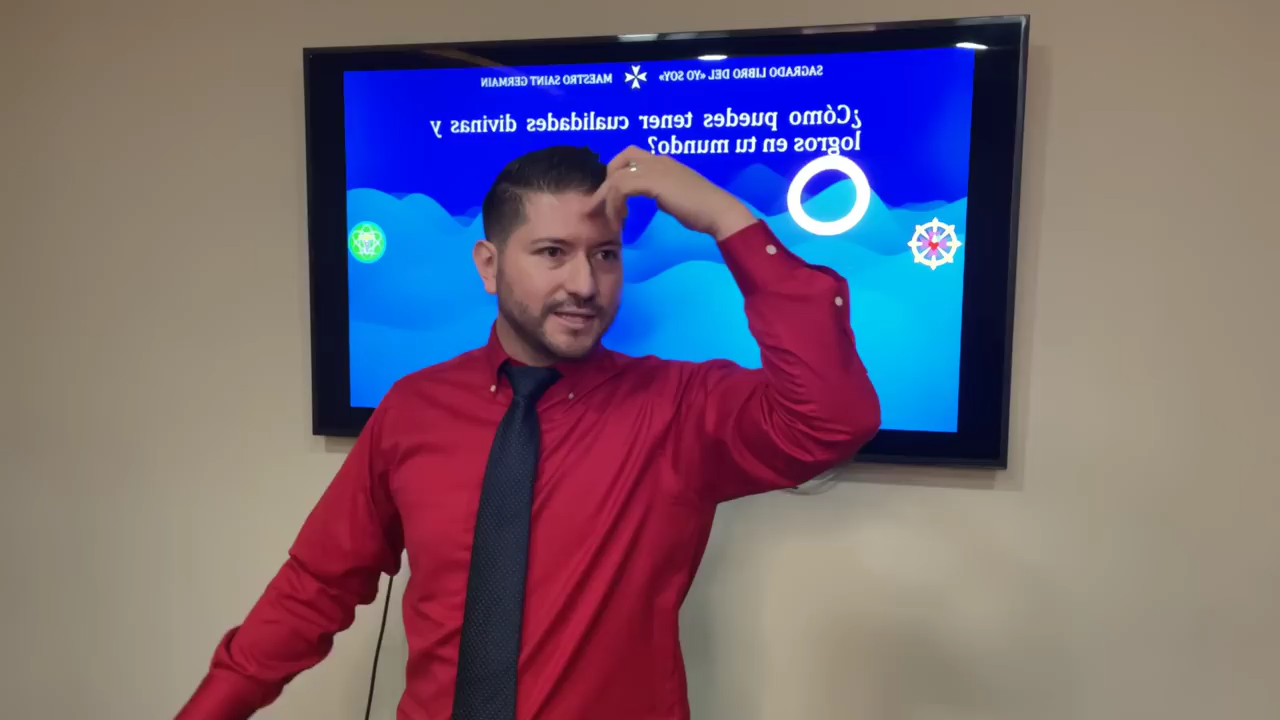 SAGRADO LIBRO DEL «YO SOY» MAESTRO SAINT GERMAIN
¿Cómo puedes tener cualidades divinas y
logros en tu mundo?